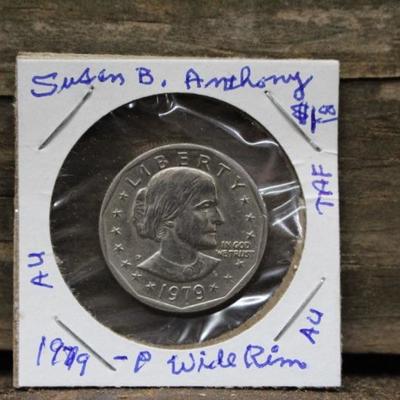 Susan B. Anthony
$1.00
TAF
LIBERTY
IN GOD
WE TRUST
P
1979
AU
AU
1979 - P Wide Rim